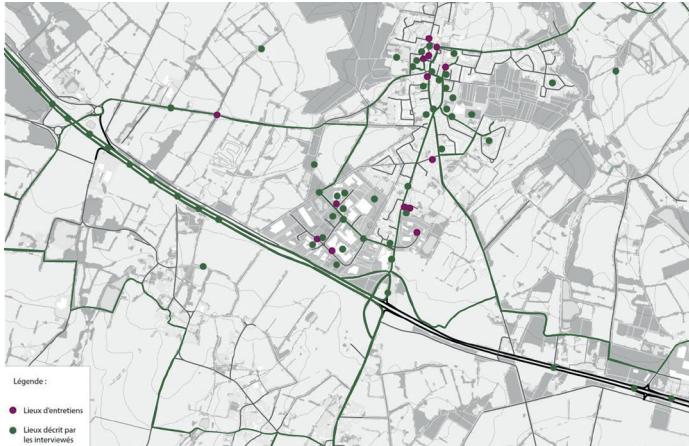 Légende :
Lieux d'entretiens
Lieux décrit par
les interviewés